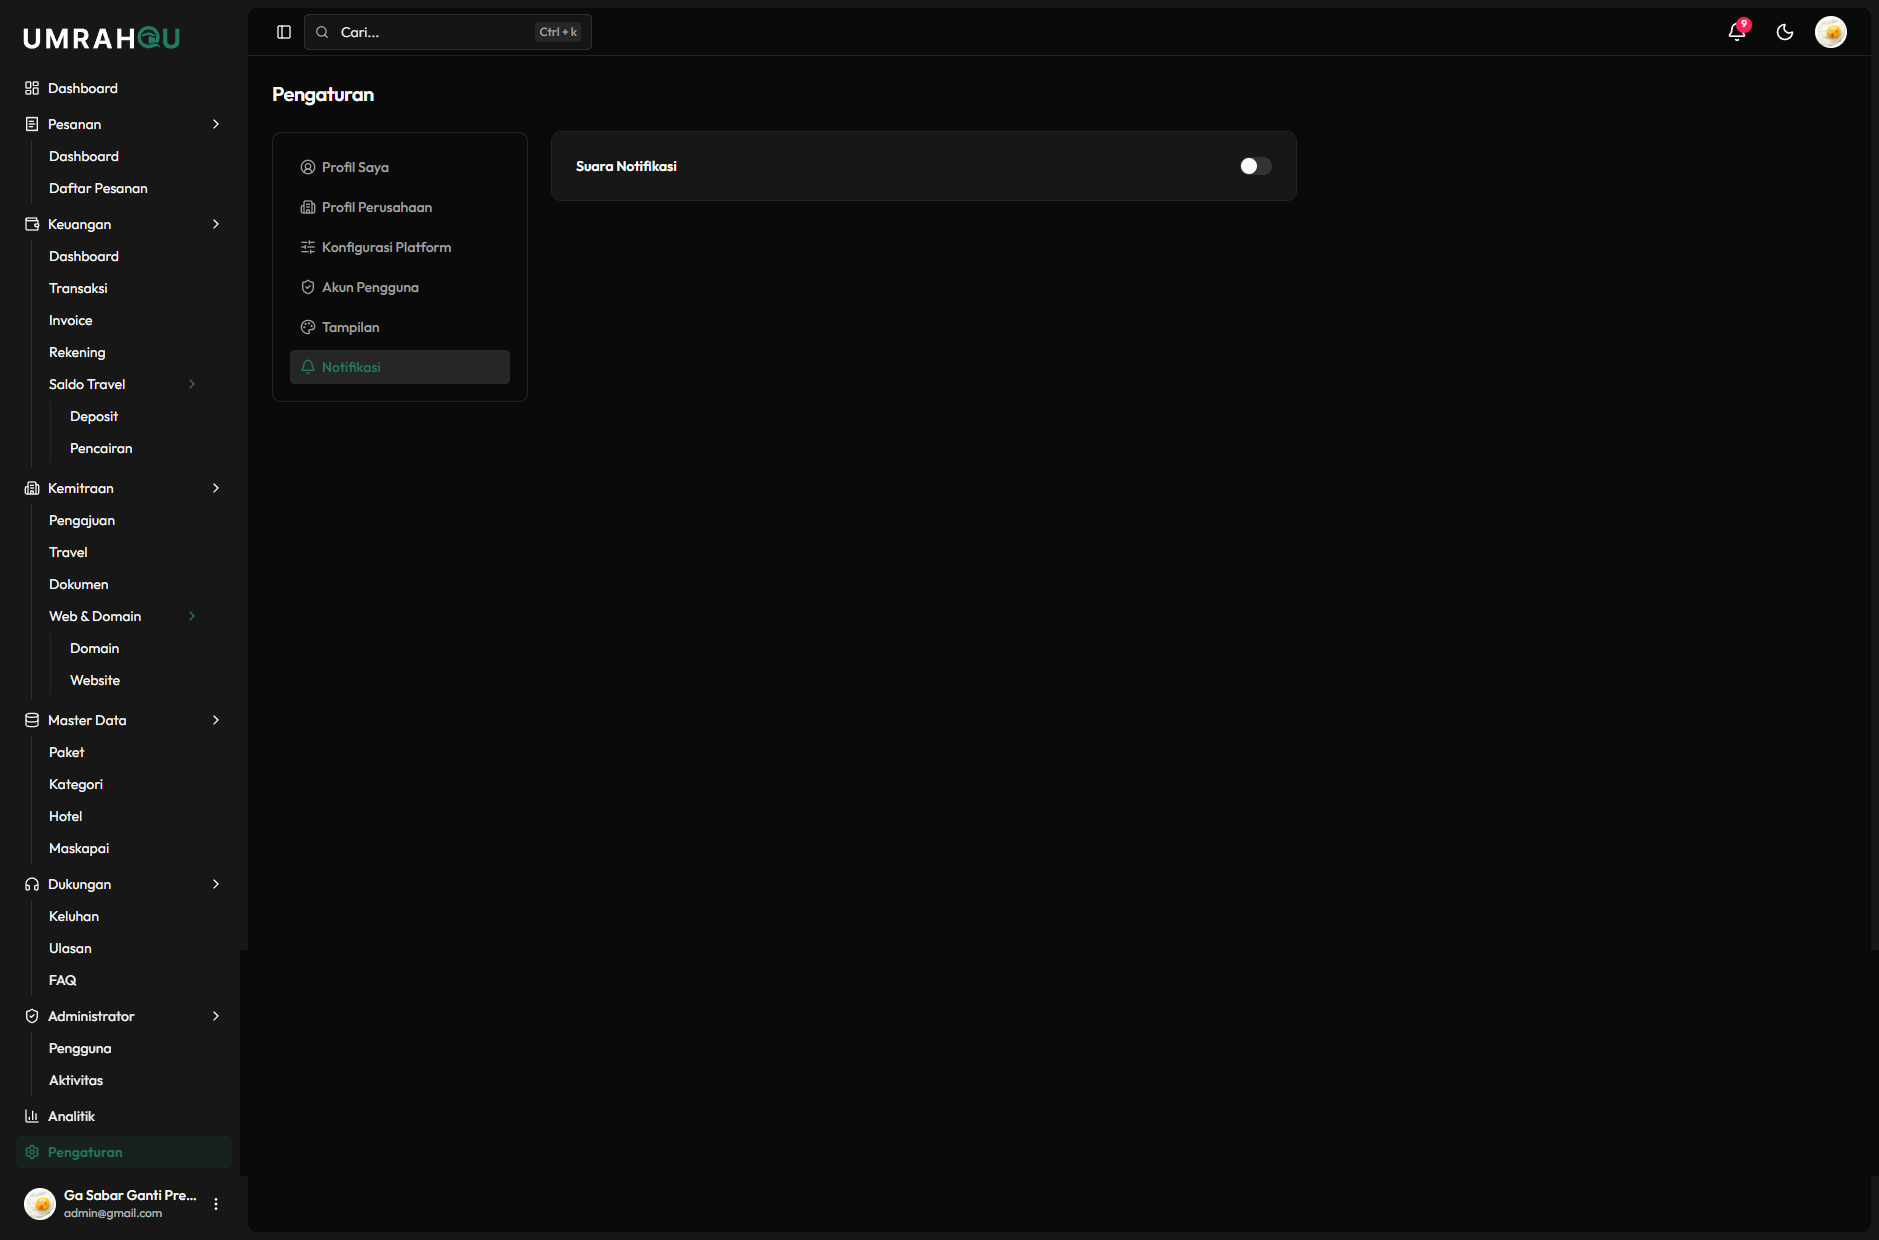 UMRAHQU
Dashboard
Pesanan
Dashboard
Daftar Pesanan
Keuangan
Dashboard
Transaksi
Invoice
Rekening
Saldo Travel
Deposit
Pencairan
Kemitraan
Pengajuan
Travel
Dokumen
Web & Domain
Domain
Website
Master Data
Paket
Kategori
Hotel
Maskapai
Dukungan
Keluhan
Ulasan
FAQ
Administrator
Pengguna
Aktivitas
Analitik
Pengaturan
Ga Sabar Ganti Pre...
admin@gmail.com
Cari...
Ctrl + k
9
Pengaturan
Profil Saya
Profil Perusahaan
Konfigurasi Platform
Akun Pengguna
Tampilan
Notifikasi
Suara Notifikasi